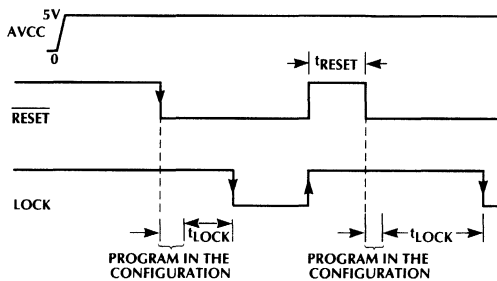 5V
AVCC
0
tRESET
RESET
LOCK
tLOCK
tLOCK
PROGRAM IN THE
CONFIGURATION
PROGRAM IN THE
CONFIGURATION